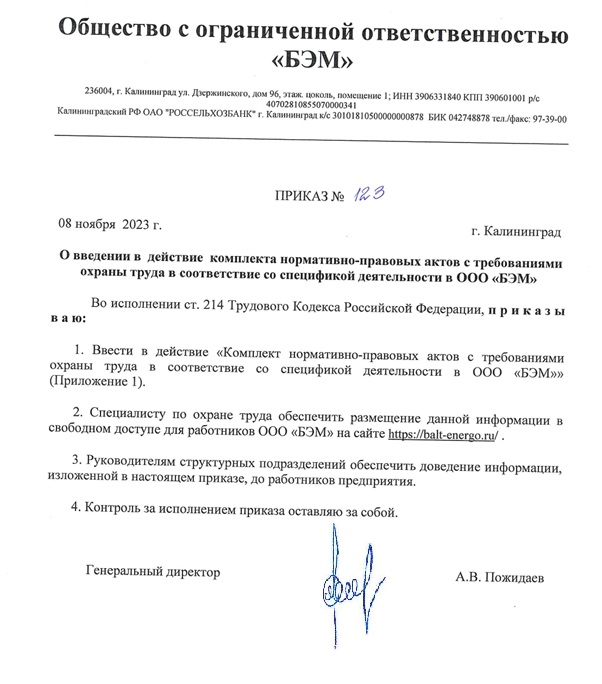 Общество с ограниченной ответственностью
«БЭМ»
236004, г. Калининград ул. Дзержинского, дом 96, этаж. цоколь, помещение 1; ИНН 3906331840 КПП 390601001 р/с
40702810855070000341
Калининградский РФ ОАО "РОССЕЛЬХОЗБАНК" г. Калининград к/с 30101810500000000878 БИК 042748878 тел./факс: 97-39-00
ПРИКАЗ № 123
08 ноября 2023 г.
г. Калининград
О введении в действие комплекта нормативно-правовых актов с требованиями
охраны труда в соответствие со спецификой деятельности в ООО «БЭМ»
Во исполнении ст. 214 Трудового Кодекса Российской Федерации, п р и к а з ы
в а ю:
1. Ввести в действие «Комплект нормативно-правовых актов с требованиями
охраны труда в соответствие со спецификой деятельности в ООО «БЭМ»»
(Приложение 1).
2. Специалисту по охране труда обеспечить размещение данной информации в
свободном доступе для работников ООО «БЭМ» на сайте https://balt-energo.ru/ .
3. Руководителям структурных подразделений обеспечить доведение информации,
изложенной в настоящем приказе, до работников предприятия.
4. Контроль за исполнением приказа оставляю за собой.
Генеральный директор
А.В. Пожидаев